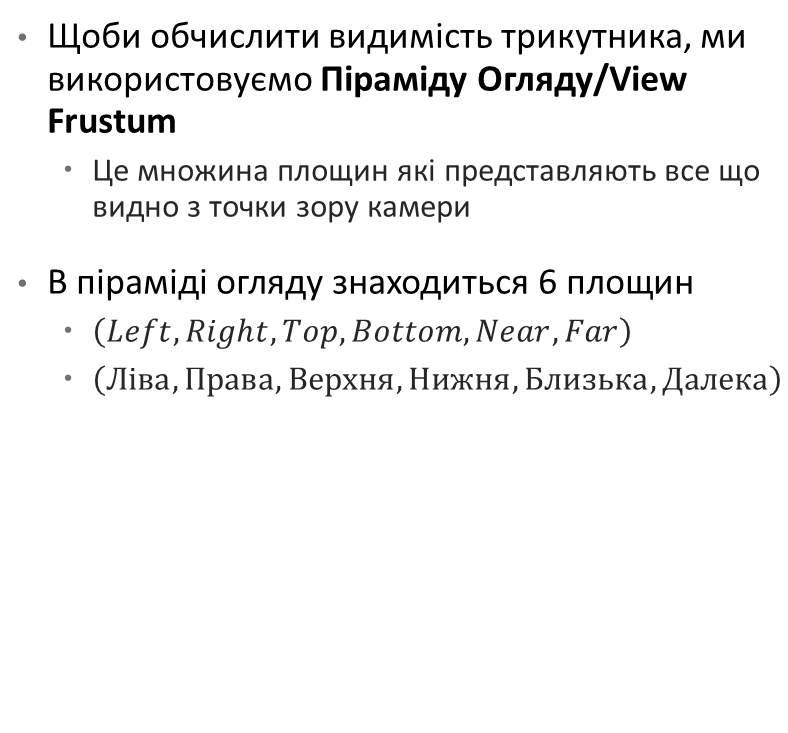 • Щоби обчислити видимість трикутника, ми
використовуємо Піраміду Огляду/View
Frustum
• Це множина площин які представляють все що
видно з точки зору камери
• В піраміді огляду знаходиться 6 площин
• (Left, Right, Top, Bottom, Near, Far)
• (Ліва, Права, Верхня, Нижня, Близька, Далека)